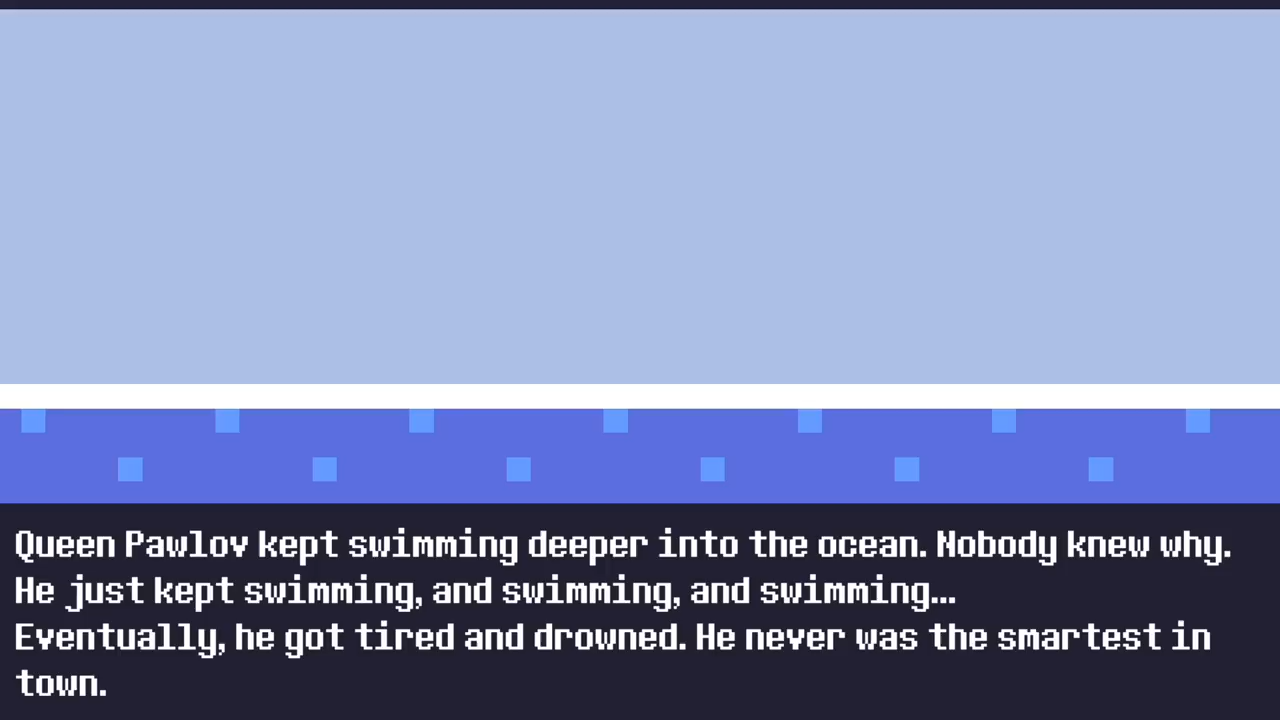 Queen Pawlov kept swimming deeper into the ocean. Nobody knew why.
He just kept swimming, and swimming, and swimming...
Eventually, he got tired and drowned. He never was the smartest in
town.